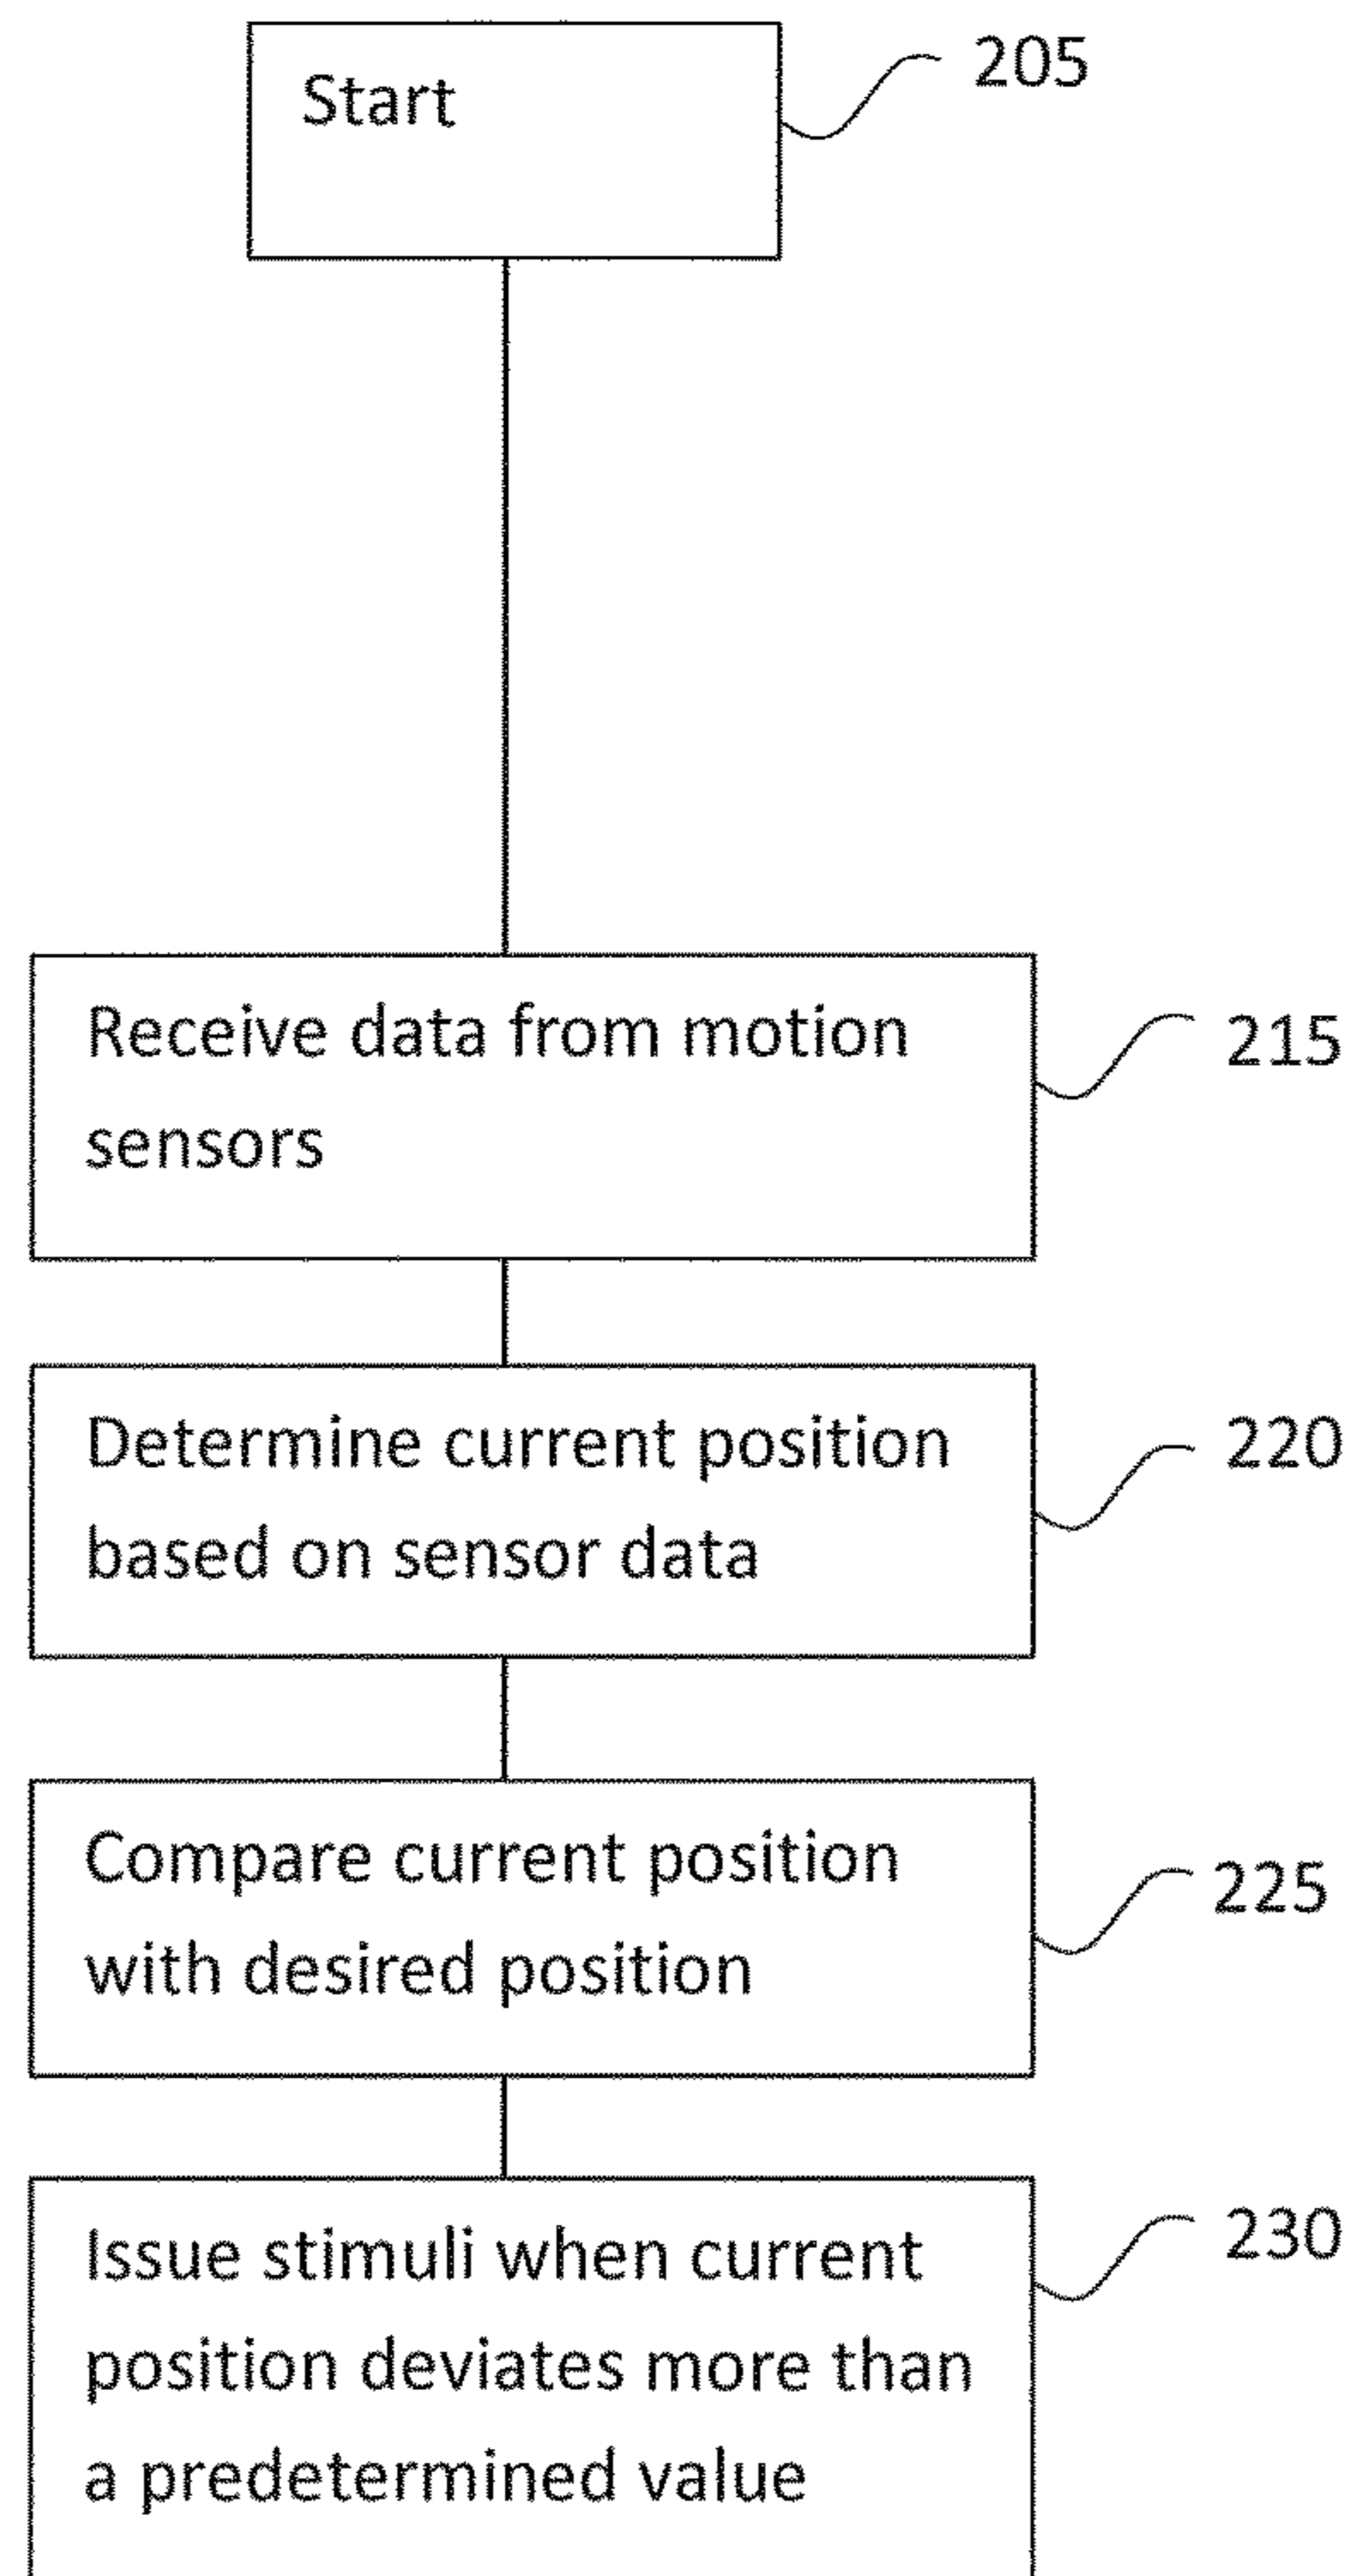 Start
205
Receive data from motion
sensors
215
Determine current position
based on sensor data
220
Compare current position
with desired position
225
Issue stimuli when current
position deviates more than
a predetermined value
230